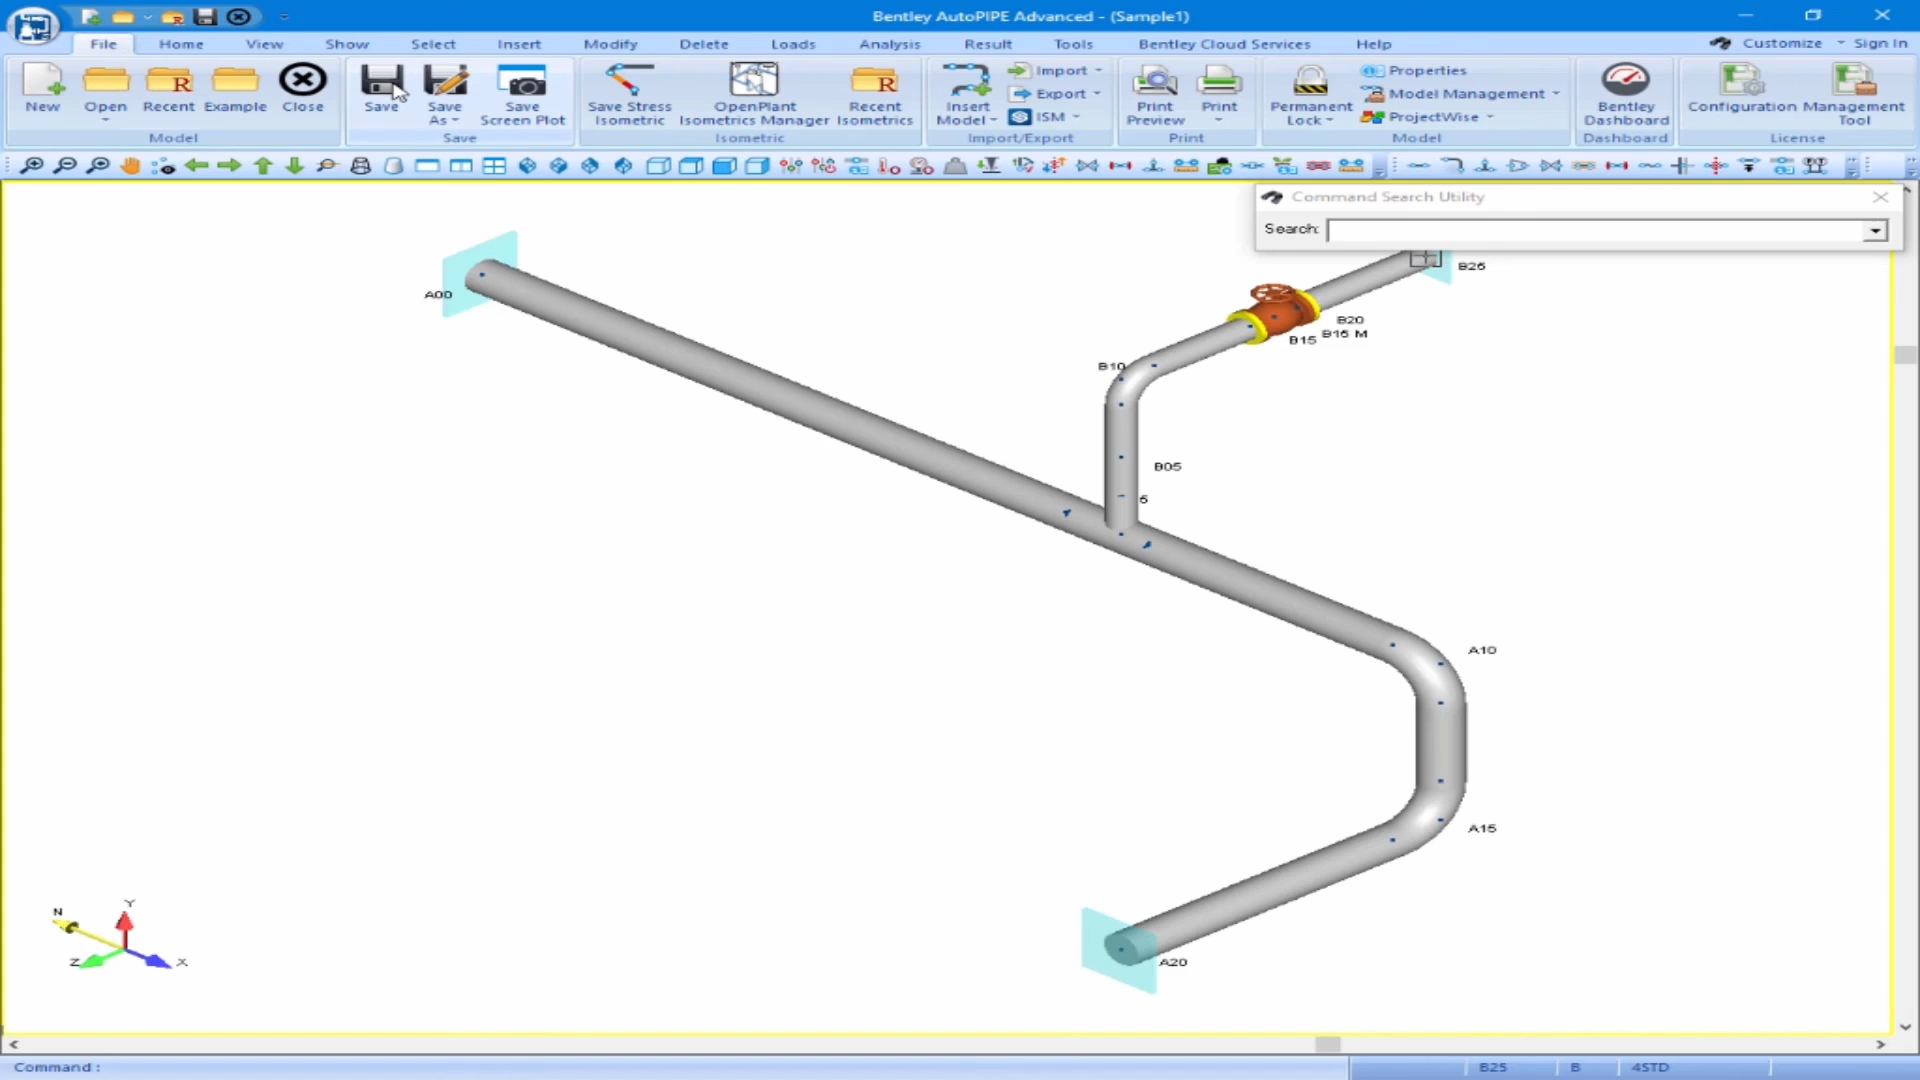 Bentley AutoPIPE Advanced - (Sample1)
File Home View Show Select Insert Modify Delete Loads Analysis Result Tools Bentley Cloud Services Help Customize Sign In
New Open Recent Example Close
Save Save As Save Screen Plot
Save Stress Isometric OpenPlant Isometrics Manager Recent Isometrics
Insert Model Import Export ISM
Print Preview Print
Permanent Lock Properties Model Management ProjectWise
Bentley Dashboard
Configuration Management Tool
Model Save Isometric Import/Export Print Model Dashboard License
Command Search Utility
Search:
A00
B25
B20
B16 M
B15
B10
B05
A10
A15
A20
N
Y
Z
X
Command :
B25 B 4STD